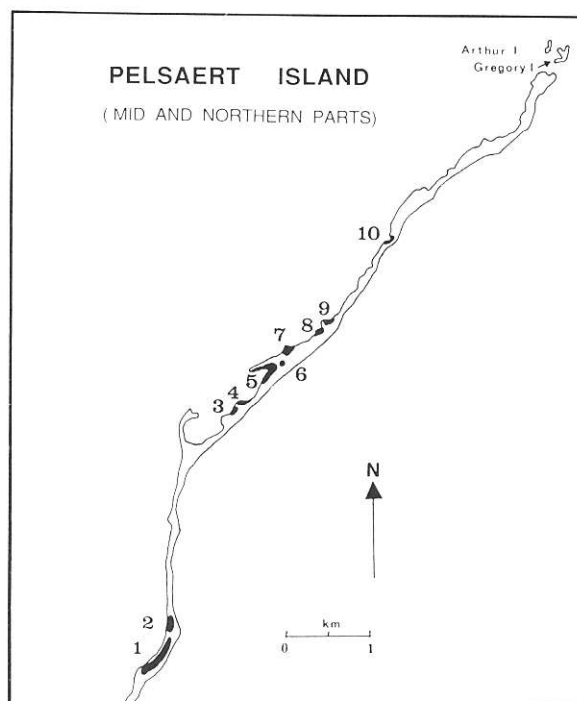 Arthur I
Gregory I
PELSAERT ISLAND
( MID AND NORTHERN PARTS)
10
9
8
7
6
5
4
3
N
km
0 1
2
1